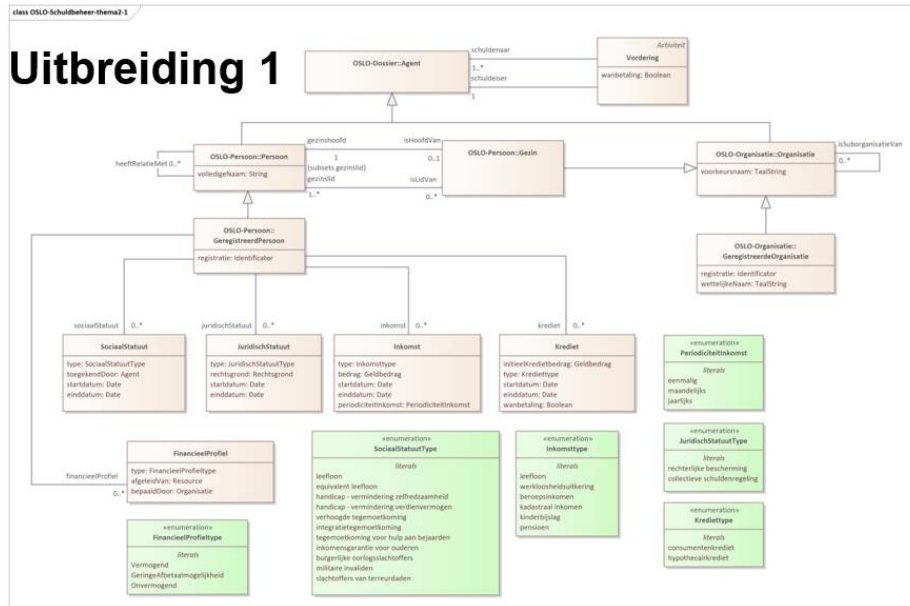 class OSLO-Schuldbeheer-thema2-1
Uitbreiding 1
OSLO-Dossier::Agent
schuldenaar
1..*
schuldeiser
1
Activiteit
Vordering
wanbetaling: Boolean
heeftRelatieMet 0..*
OSLO-Persoon::Persoon
volledigeNaam: String
gezinshoofd
isHoofdVan
1
0..1
{subsets gezinslid}
gezinslid
isLidVan
1..*
0..*
OSLO-Persoon::Gezin
OSLO-Organisatie::Organisatie
voorkeursnaam: TaalString
isSuborganisatieVan
0..*
OSLO-Persoon::
GeregistreerdPersoon
registratie: Identificator
OSLO-Organisatie::
GeregistreerdeOrganisatie
registratie: Identificator
wettelijkeNaam: TaalString
sociaalStatuut 0..*
juridischStatuut 0..*
inkomst 0..*
krediet 0..*
SociaalStatuut
type: SociaalStatuutType
toegekendDoor: Agent
startdatum: Date
einddatum: Date
JuridischStatuut
type: JuridischStatuutType
rechtsgrond: Rechtsgrond
startdatum: Date
einddatum: Date
Inkomst
type: Inkomsttype
bedrag: Geldbedrag
startdatum: Date
einddatum: Date
periodiciteitInkomst: PeriodiciteitInkomst
Krediet
initieelKredietbedrag: Geldbedrag
type: Krediettype
startdatum: Date
einddatum: Date
wanbetaling: Boolean
«enumeration»
PeriodiciteitInkomst
literals
eenmalig
maandelijks
jaarlijks
financieelProfiel
0..*
FinancieelProfiel
type: FinancieelProfieltype
afgeleidVan: Resource
bepaaldDoor: Organisatie
«enumeration»
FinancieelProfieltype
literals
Vermogend
GeringeAfbetaalmogelijkheid
Onvermogend
«enumeration»
SociaalStatuutType
literals
leefloon
equivalent leefloon
handicap - vermindering zelfredzaamheid
handicap - vermindering verdienvermogen
verhoogde tegemoetkoming
integratietegemoetkoming
tegemoetkoming voor hulp aan bejaarden
inkomensgarantie voor ouderen
burgerlijke oorlogsslachtoffers
militaire invaliden
slachtoffers van terreurdaden
«enumeration»
Inkomsttype
literals
leefloon
werkloosheidsuitkering
beroepsinkomen
kadastraal inkomen
kinderbijslag
pensioen
«enumeration»
JuridischStatuutType
literals
rechterlijke bescherming
collectieve schuldenregeling
«enumeration»
Krediettype
literals
consumentenkrediet
hypothecairkrediet